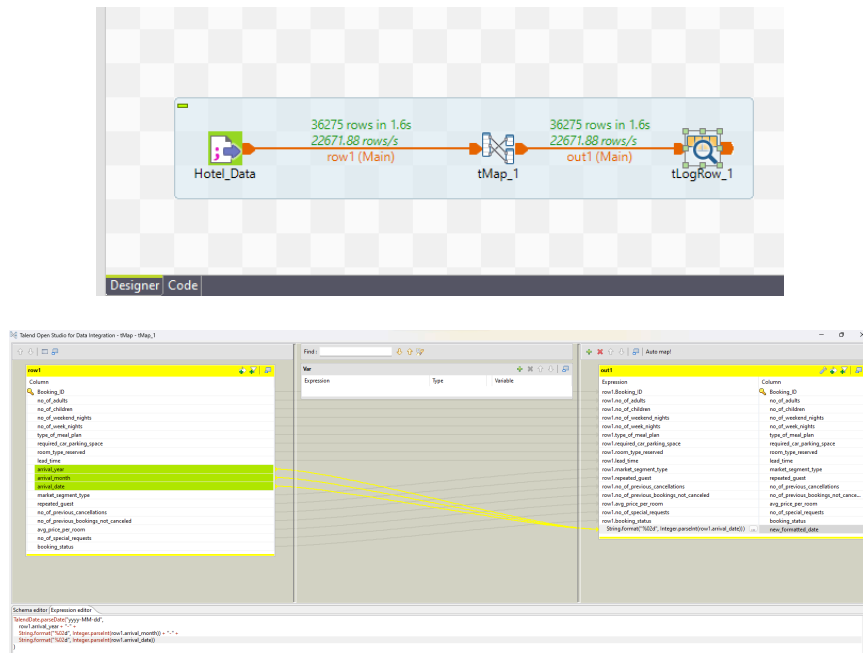 36275 rows in 1.6s
22671.88 rows/s
row1 (Main)
36275 rows in 1.6s
22671.88 rows/s
out1 (Main)
Hotel_Data
tMap_1
tLogRow_1
Designer
Code
Talend Open Studio for Data Integration - tMap - tMap_1
Find :
Auto map!
row1
Column
Booking_ID
no_of_adults
no_of_children
no_of_weekend_nights
no_of_week_nights
type_of_meal_plan
required_car_parking_space
room_type_reserved
lead_time
arrival_year
arrival_month
arrival_date
market_segment_type
repeated_guest
no_of_previous_cancellations
no_of_previous_bookings_not_canceled
avg_price_per_room
no_of_special_requests
booking_status
Var
Expression Type Variable
out1
Expression Column
row1.Booking_ID Booking_ID
row1.no_of_adults no_of_adults
row1.no_of_children no_of_children
row1.no_of_weekend_nights no_of_weekend_nights
row1.no_of_week_nights no_of_week_nights
row1.type_of_meal_plan type_of_meal_plan
row1.required_car_parking_space required_car_parking_space
row1.room_type_reserved room_type_reserved
row1.lead_time lead_time
row1.market_segment_type market_segment_type
row1.repeated_guest repeated_guest
row1.no_of_previous_cancellations no_of_previous_cancellations
row1.no_of_previous_bookings_not_canceled no_of_previous_bookings_not_cance...
row1.avg_price_per_room avg_price_per_room
row1.no_of_special_requests no_of_special_requests
row1.booking_status booking_status
String.format("%02d", Integer.parseInt(row1.arrival_date))) ... new_formatted_date
Schema editor Expression editor
TalendDate.parseDate("yyyy-MM-dd",
row1.arrival_year + "-" +
String.format("%02d", Integer.parseInt(row1.arrival_month)) + "-" +
String.format("%02d", Integer.parseInt(row1.arrival_date))
)